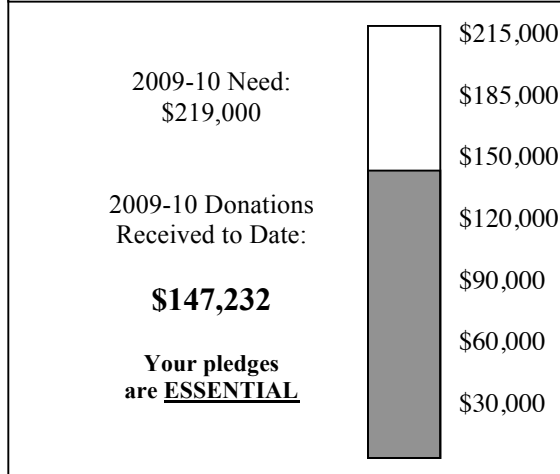 2009-10 Need:
$219,000
2009-10 Donations
Received to Date:
$147,232
Your pledges
are ESSENTIAL
$215,000
$185,000
$150,000
$120,000
$90,000
$60,000
$30,000